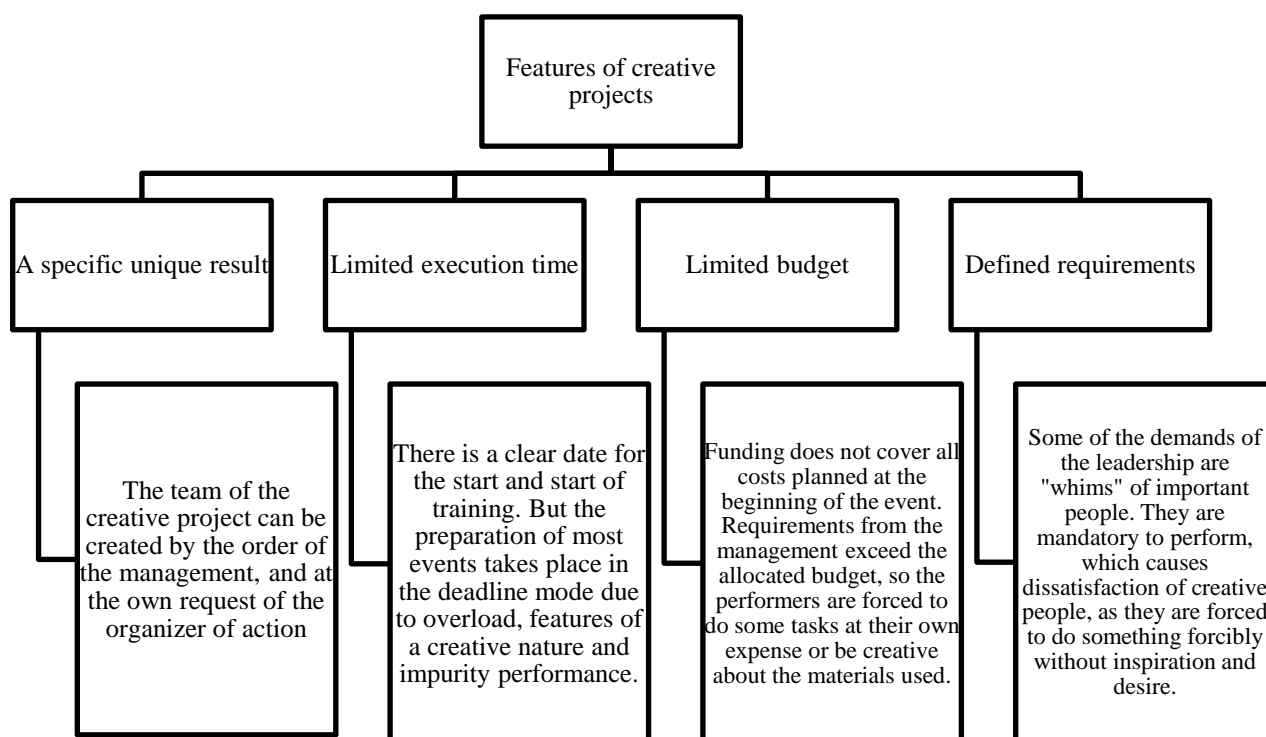 Features of creative
projects
A specific unique result
Limited execution time
Limited budget
Defined requirements
The team of the
creative project can be
created by the order of
the management, and at
the own request of the
organizer of action
There is a clear date for
the start and start of
training. But the
preparation of most
events takes place in
the deadline mode due
to overload, features of
a creative nature and
impurity performance.
Funding does not cover all
costs planned at the
beginning of the event.
Requirements from the
management exceed the
allocated budget, so the
performers are forced to
do some tasks at their own
expense or be creative
about the materials used.
Some of the demands of
the leadership are
"whims" of important
people. They are
mandatory to perform,
which causes
dissatisfaction of creative
people, as they are forced
to do something forcibly
without inspiration and
desire.